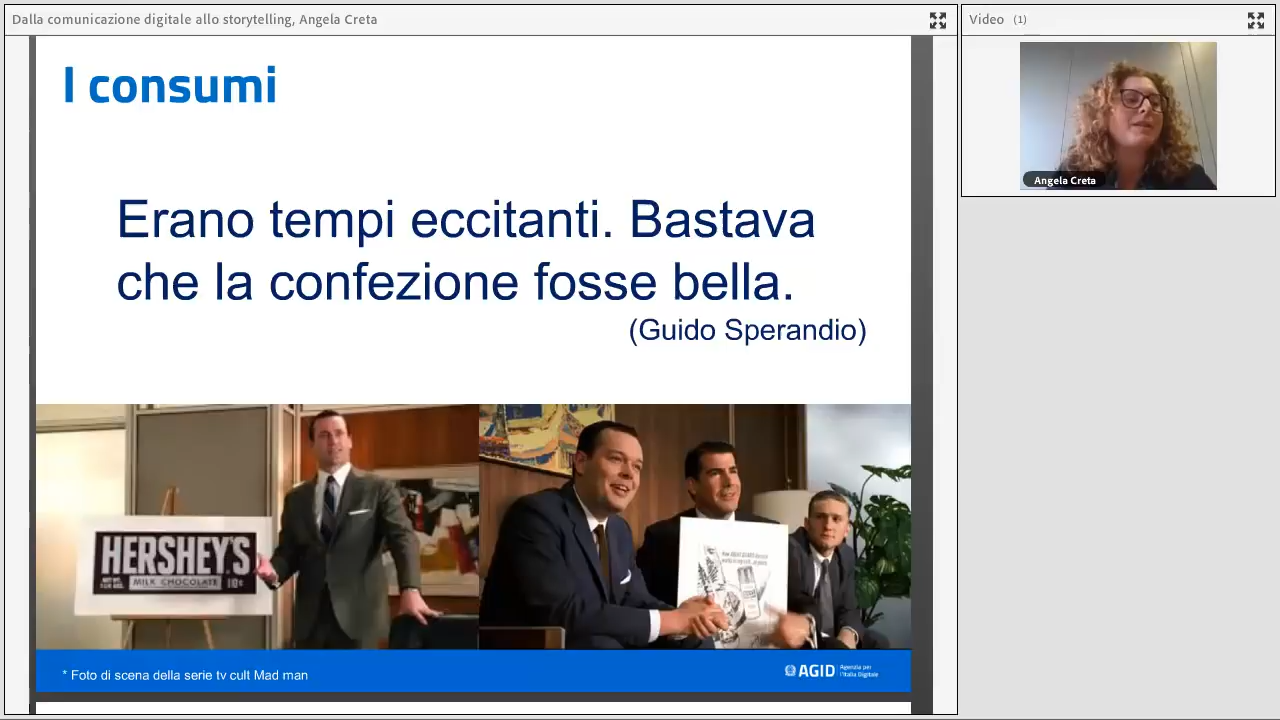 Dalla comunicazione digitale allo storytelling, Angela Creta
Video (1)
Angela Creta
I consumi
Erano tempi eccitanti. Bastava
che la confezione fosse bella.
(Guido Sperandio)
HERSHEY'S
MILK CHOCOLATE
10¢
* Foto di scena della serie tv cult Mad man
AGID
Agenzia per
l'Italia Digitale